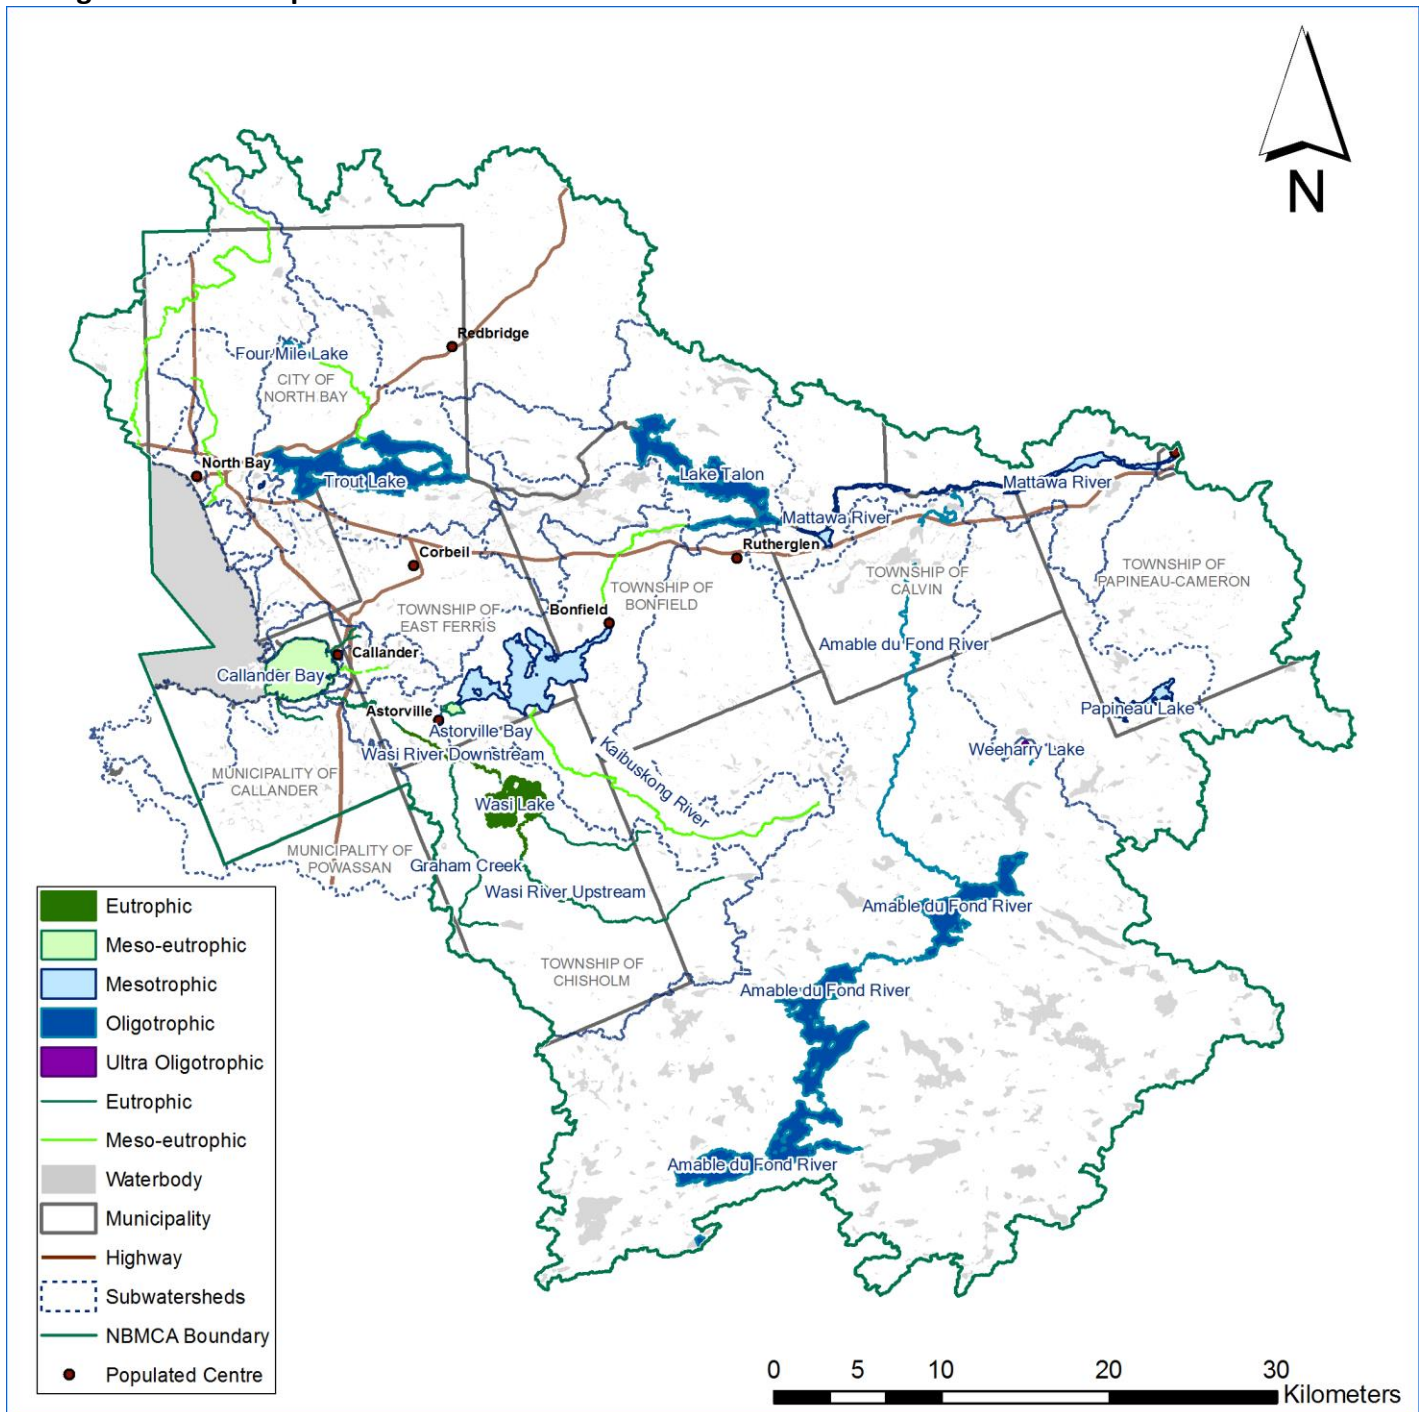 N
Redbridge
Four Mile Lake
CITY OF
NORTH BAY
North Bay
Trout Lake
Lake Talon
Mattawa River
Mattawa River
Rutherglen
Corbeil
TOWNSHIP OF
PAPINEAU-CAMERON
TOWNSHIP OF
CALVIN
TOWNSHIP OF
BONFIELD
TOWNSHIP OF
EAST FERRIS
Bonfield
Amable du Fond River
Callander
Callander Bay
Papineau Lake
Astorville
Astorville Bay
Weeharry Lake
Wasi River Downstream
Kaibuskong River
MUNICIPALITY OF
CALLANDER
Wasi Lake
MUNICIPALITY OF
POWASSAN
Graham Creek
Wasi River Upstream
Amable du Fond River
TOWNSHIP OF
CHISHOLM
Amable du Fond River
Amable du Fond River
Eutrophic
Meso-eutrophic
Mesotrophic
Oligotrophic
Ultra Oligotrophic
Eutrophic
Meso-eutrophic
Waterbody
Municipality
Highway
Subwatersheds
NBMCA Boundary
Populated Centre
0 5 10 20 30
Kilometers